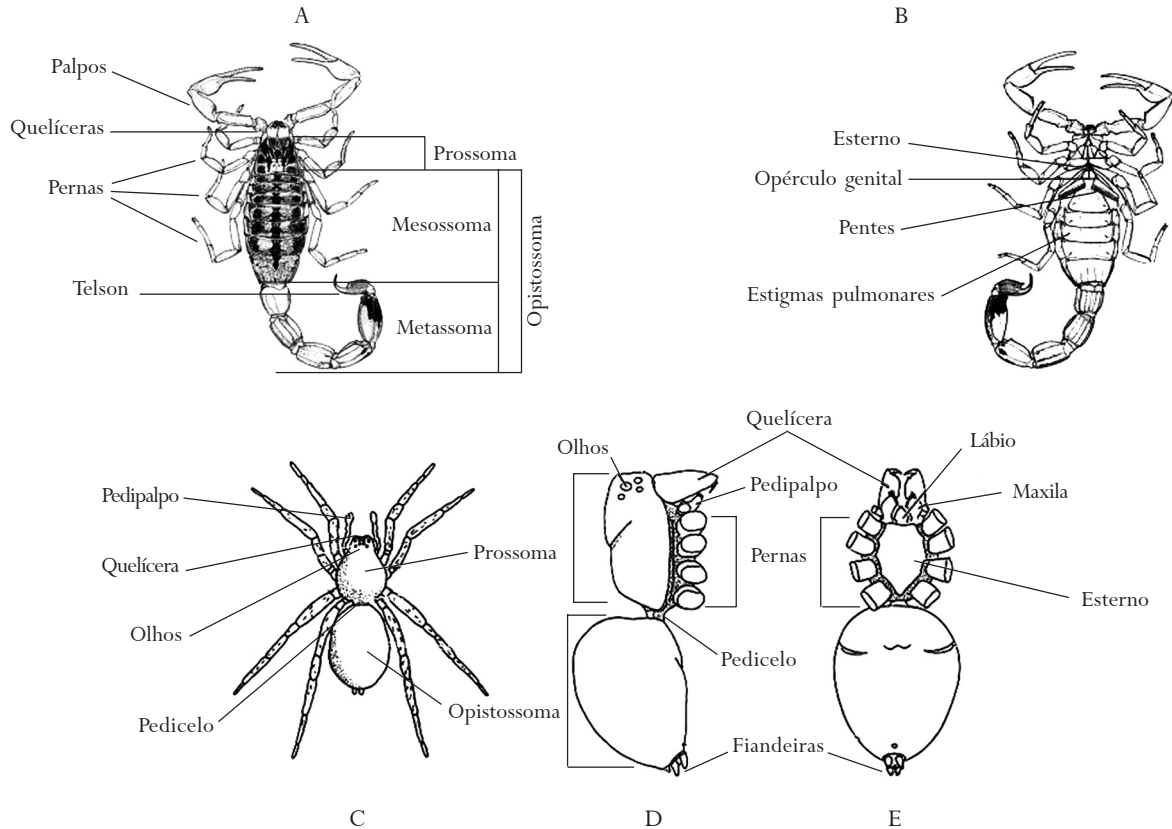 A
B
Palpos
Quelíceras
Pernas
Telson
Prossoma
Mesossoma
Metassoma
Opistossoma
Esterno
Opérculo genital
Pentes
Estigmas pulmonares
Pedipalpo
Quelícera
Olhos
Pedicelo
Prossoma
Opistossoma
Olhos
Quelícera
Pedipalpo
Pernas
Pedicelo
Fiandeiras
Lábio
Maxila
Esterno
C
D
E